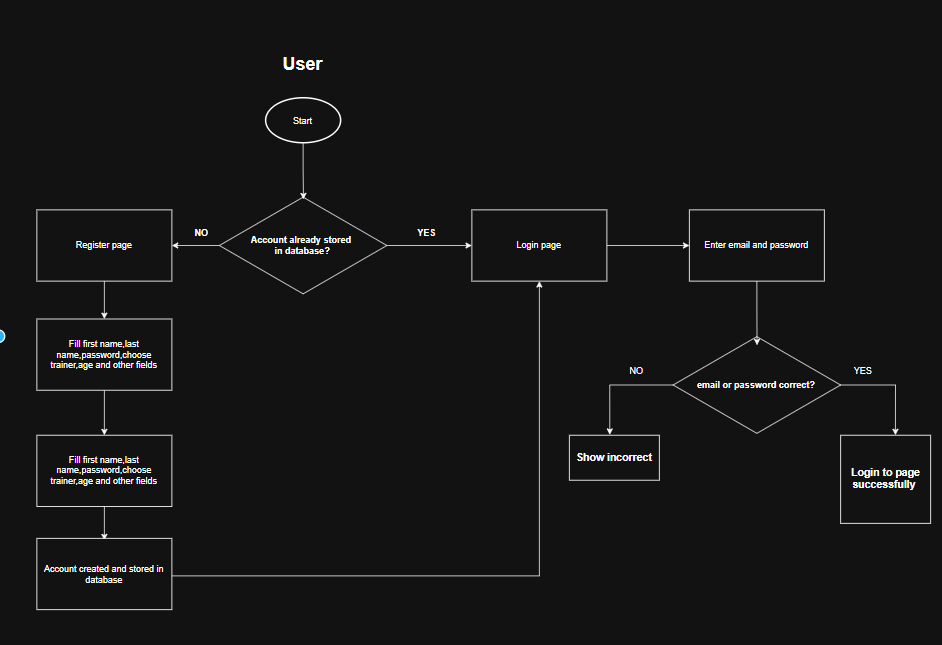 User
Start
Register page
NO
Account already stored
in database?
YES
Login page
Enter email and password
Fill first name,last
name,password,choose
trainer,age and other fields
NO
email or password correct?
YES
Fill first name,last
name,password,choose
trainer,age and other fields
Show incorrect
Login to page
successfully
Account created and stored in
database